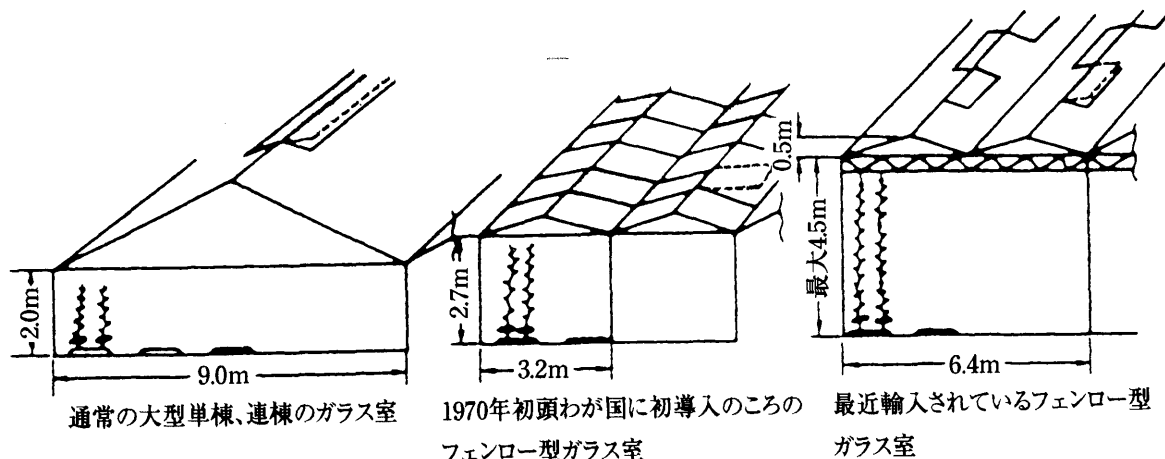 2.0m
9.0m
通常の大型単棟、連棟のガラス室
2.7m
3.2m
1970年初頭わが国に初導入のころの
フェンロー型ガラス室
0.5m
最大4.5m
6.4m
最近輸入されているフェンロー型
ガラス室